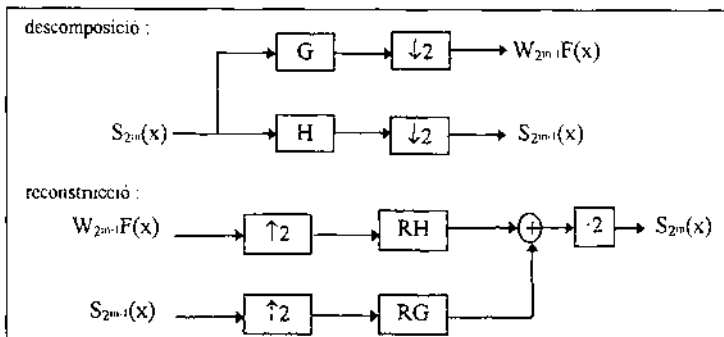 descomposició :
G ↓2 W₂ᵐ⁻¹F(x)
S₂ᵐ(x) H ↓2 S₂ᵐ⁻¹(x)
reconstrucció :
W₂ᵐ⁻¹F(x) ↑2 RH + ·2 S₂ᵐ(x)
S₂ᵐ⁻¹(x) ↑2 RG